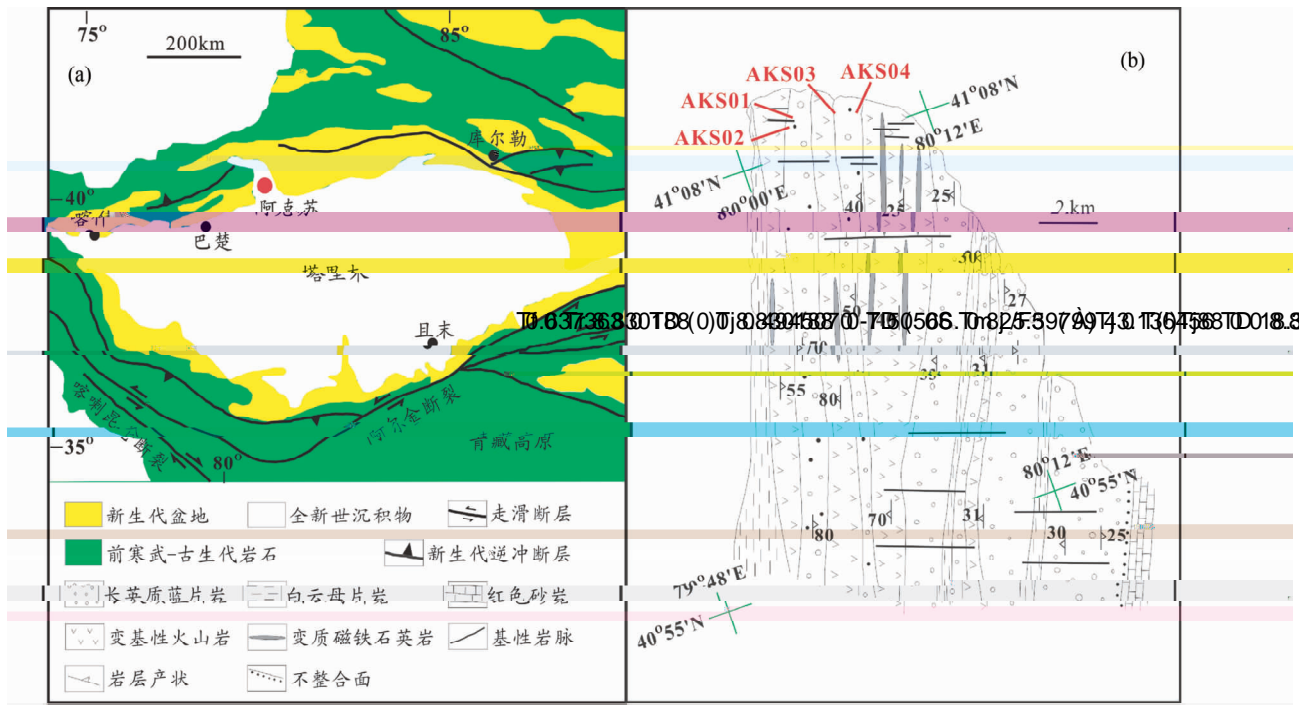 75°
85°
200km
(a)
库尔勒
40°
阿克苏
巴楚
塔里木
且末
喀喇昆仑断裂
阿尔金断裂
青藏高原
35°
80°
新生代盆地
全新世沉积物
走滑断层
前寒武-古生代岩石
新生代逆冲断层
长英质蓝片岩
白云母片岩
红色砂岩
变基性火山岩
变质磁铁石英岩
基性岩脉
岩层产状
不整合面
(b)
AKS03
AKS04
AKS01
AKS02
41°08'N
80°12'E
41°08'N
80°00'E
40
25
25
2 km
30
27
50
70
33
31
55
80
80°12'E
40°55'N
70
31
80
30
25
79°48'E
40°55'N